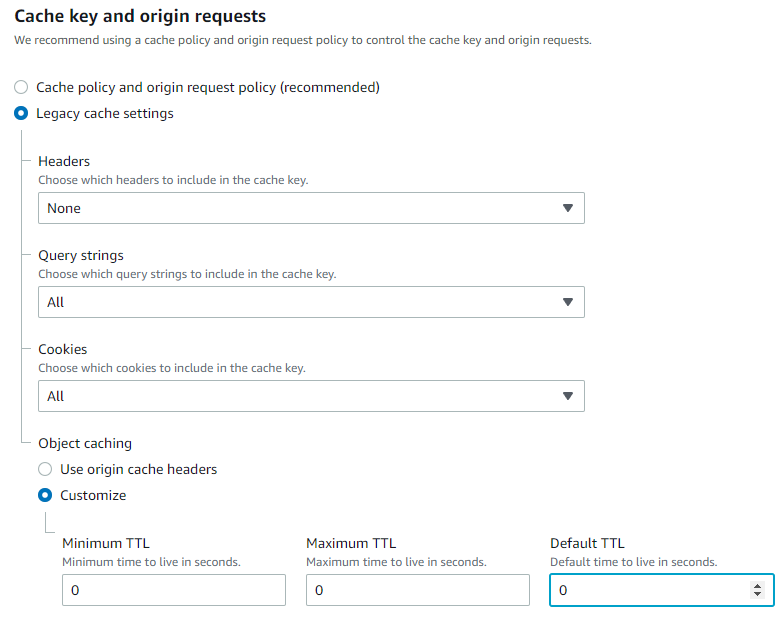 Cache key and origin requests
We recommend using a cache policy and origin request policy to control the cache key and origin requests.
Cache policy and origin request policy (recommended)
Legacy cache settings
Headers
Choose which headers to include in the cache key.
None
Query strings
Choose which query strings to include in the cache key.
All
Cookies
Choose which cookies to include in the cache key.
All
Object caching
Use origin cache headers
Customize
Minimum TTL
Minimum time to live in seconds.
0
Maximum TTL
Maximum time to live in seconds.
0
Default TTL
Default time to live in seconds.
0